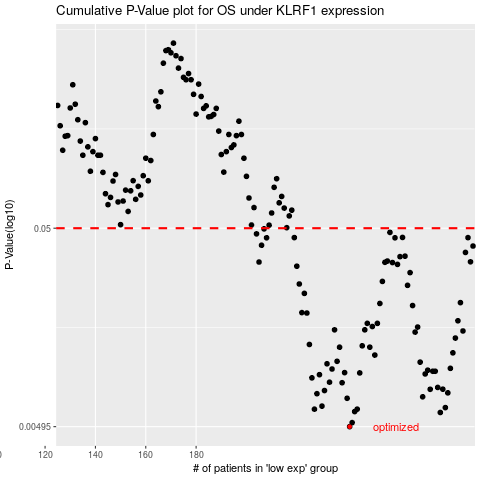 Cumulative P-Value plot for OS under KLRF1 expression
P-Value(log10)
0.05
0.00495
optimized
0 120 140 160 180
# of patients in 'low exp' group